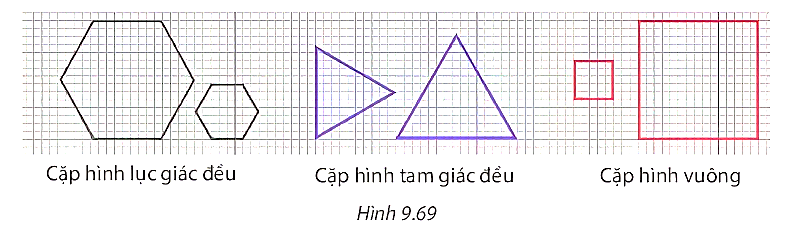 Cặp hình lục giác đều
Cặp hình tam giác đều
Cặp hình vuông
Hình 9.69